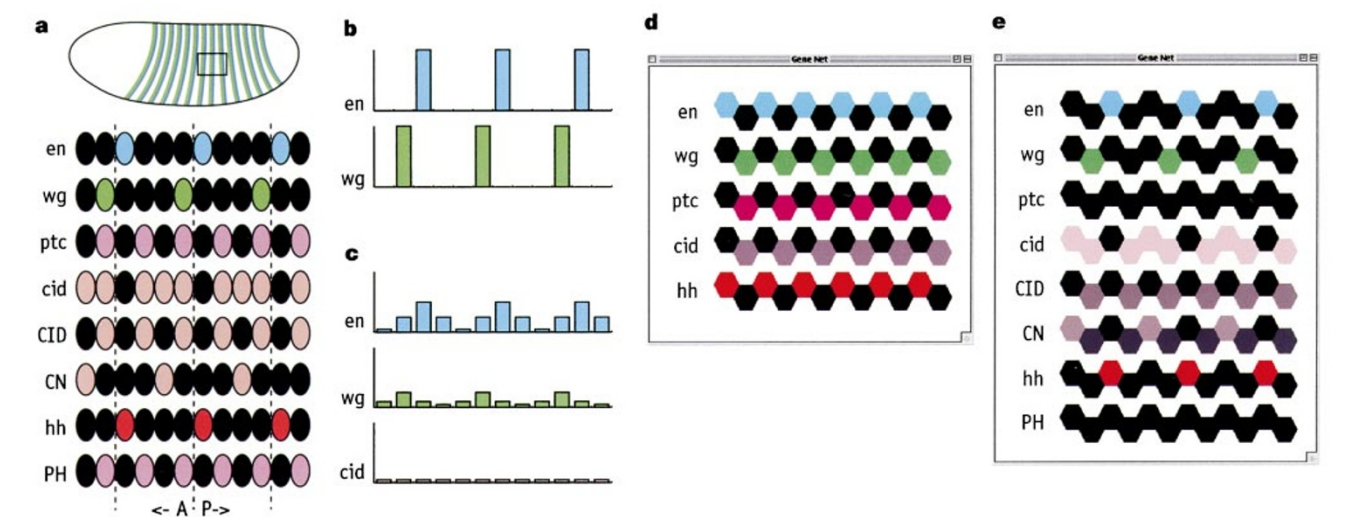 a
en
wg
ptc
cid
CID
CN
hh
PH
<- A P->
b
en
wg
c
en
wg
cid
d
Gene Net
en
wg
ptc
cid
hh
e
Gene Net
en
wg
ptc
cid
CID
CN
hh
PH